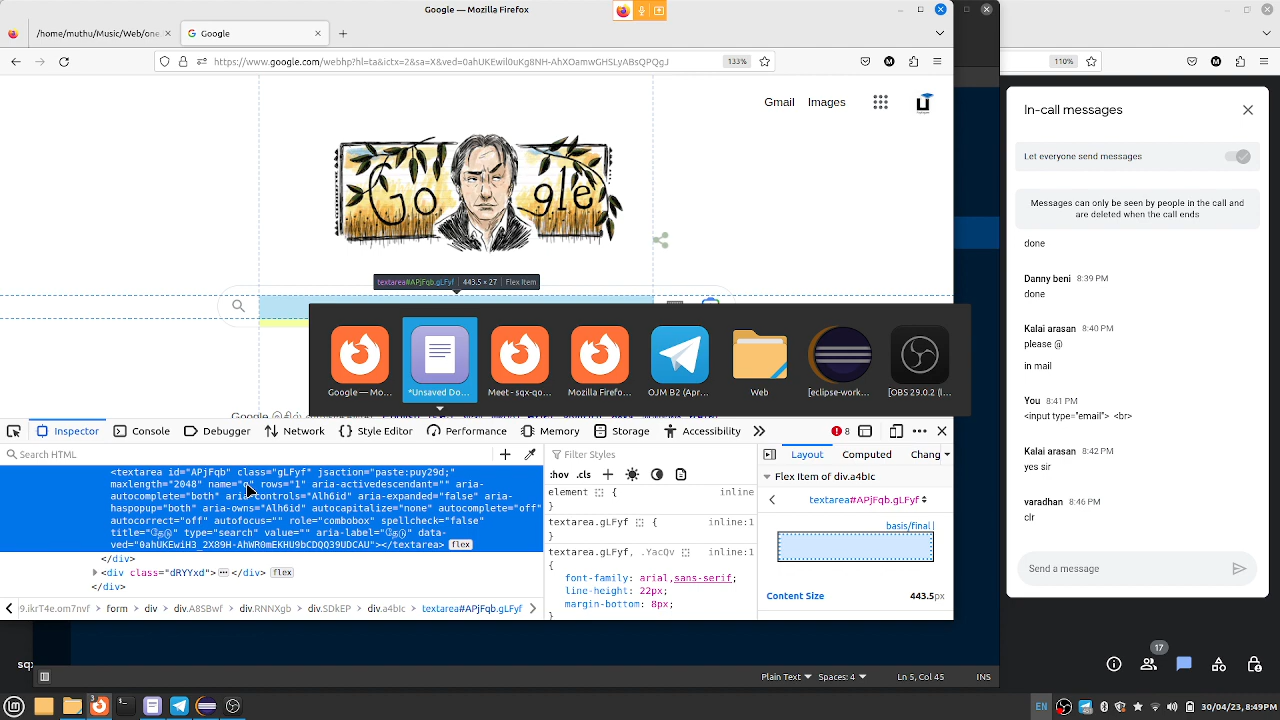 Google — Mozilla Firefox
/home/muthu/Music/Web/one.
Google
https://www.google.com/webhp?hl=ta&ictx=2&sa=X&ved=0ahUKEwil0uKg8NH-AhXOamwGHSLyABsQPQgJ
133%
110%
Gmail
Images
textarea#APjFqb.gLFyf
443.5 × 27
Flex Item
Google — Mo...
*Unsaved Do...
Meet - sqx-qo...
Mozilla Firefo...
OJM B2 (Apr...
Web
[eclipse-work...
[OBS 29.0.2 (l...
Inspector
Console
Debugger
Network
Style Editor
Performance
Memory
Storage
Accessibility
8
Search HTML
Filter Styles
Layout
Computed
Chang
<textarea id="APjFqb" class="gLFyf" jsaction="paste:puy29d;"
maxlength="2048" name= rows="1" aria-activedescendant="" aria-
autocomplete="both" aria-controls="Alh6id" aria-expanded="false" aria-
haspopup="both" aria-owns="Alh6id" autocapitalize="none" autocomplete="off"
autocorrect="off" autofocus="" role="combobox" spellcheck="false"
title="தேடு" type="search" value="" aria-label="தேடு" data-
ved="0ahUKEwiH3_2X89H-AhWR0mEKHU9bCDQQ39UDCAU"></textarea>
flex
</div>
<div class="dRYYxd"> </div>
flex
</div>
9.ikrT4e.om7nvf
form
div
div.A8SBwf
div.RNNXgb
div.SDkEP
div.a4bIc
textarea#APjFqb.gLFyf
:hov
.cls
element {
inline
}
textarea.gLFyf {
inline:1
}
textarea.gLFyf, .YacQv
inline:1
{
font-family: arial,sans-serif;
line-height: 22px;
margin-bottom: 8px;
}
Flex Item of div.a4bIc
textarea#APjFqb.gLFyf
basis/final
Content Size
443.5px
In-call messages
Let everyone send messages
Messages can only be seen by people in the call and
are deleted when the call ends
done
Danny beni 8:39 PM
done
Kalai arasan 8:40 PM
please @
in mail
You 8:41 PM
<input type="email"> <br>
Kalai arasan 8:42 PM
yes sir
varadhan 8:46 PM
clr
Send a message
17
sqx
Plain Text
Spaces: 4
Ln 5, Col 45
INS
3
EN
30/04/23, 8:49PM